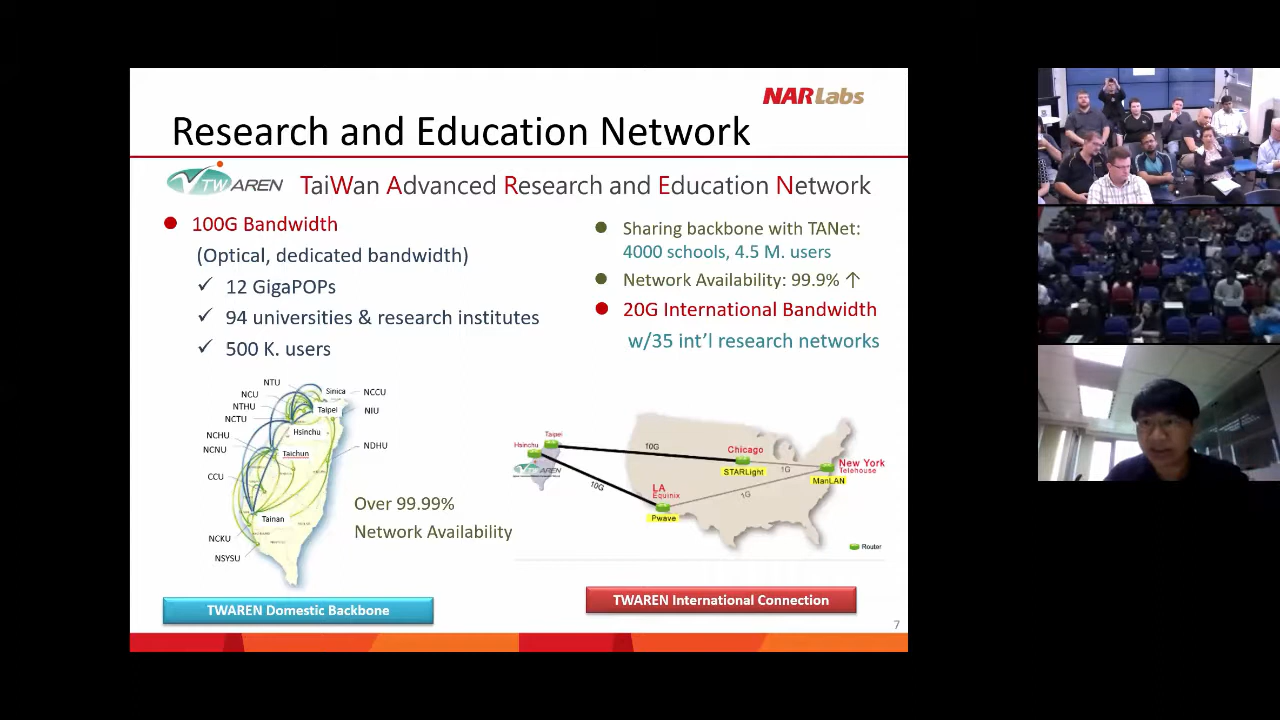 NARLabs
Research and Education Network
TWAREN
TaiWan Advanced Research and Education Network
100G Bandwidth
(Optical, dedicated bandwidth)
✓ 12 GigaPOPs
✓ 94 universities & research institutes
✓ 500 K. users
Sharing backbone with TANet:
4000 schools, 4.5 M. users
Network Availability: 99.9% ↑
20G International Bandwidth
w/35 int'l research networks
NTU
NCU
NTHU
NCTU
NCHU
NCNU
CCU
NCKU
NSYSU
Sinica
NCCU
Taipei
NIU
Hsinchu
NDHU
Taichun
Tainan
Over 99.99%
Network Availability
TWAREN Domestic Backbone
Taipei
Hsinchu
TWAREN
10G
10G
Chicago
STARLight
1G
New York
Telehouse
ManLAN
LA
Equinix
Pwave
1G
Router
TWAREN International Connection
7